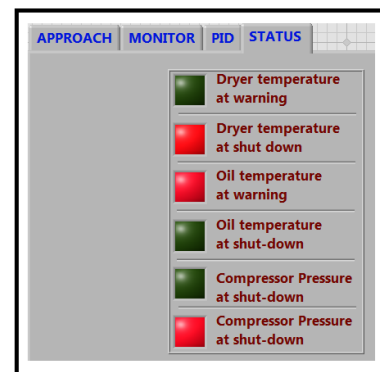 APPROACH MONITOR PID STATUS
Dryer temperature
at warning
Dryer temperature
at shut down
Oil temperature
at warning
Oil temperature
at shut-down
Compressor Pressure
at shut-down
Compressor Pressure
at shut-down